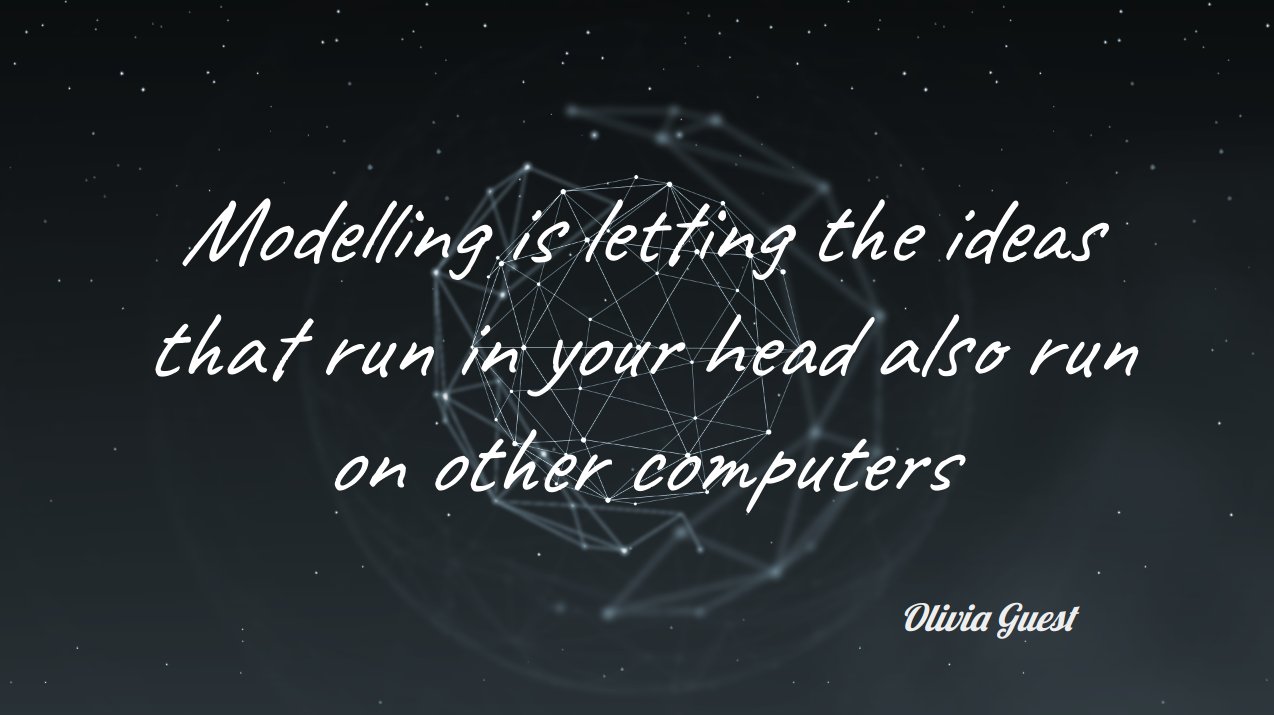 Modelling is letting the ideas
that run in your head also run
on other computers
Olivia Guest